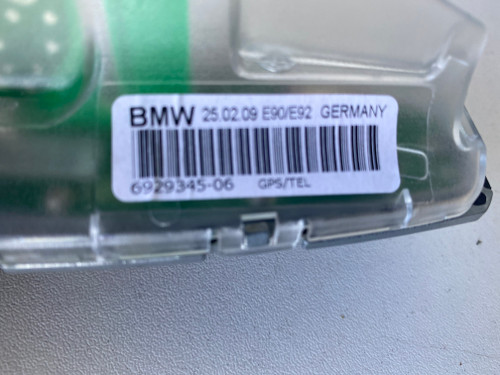 BMW 25.02.09 E90/E92 GERMANY
6929345-06 GPS/TEL